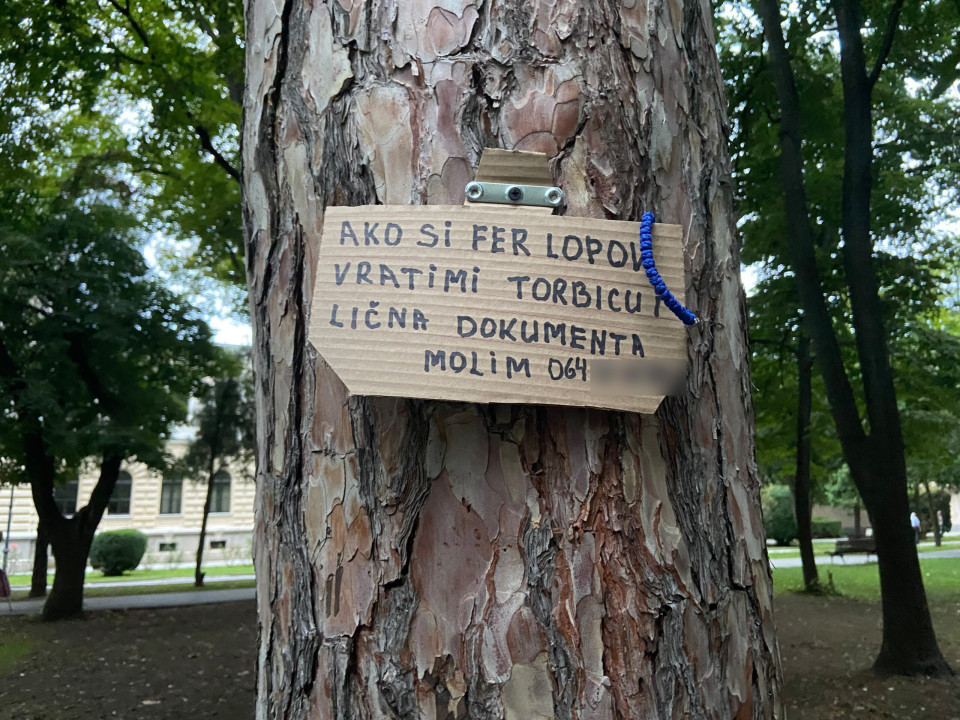 AKO Si FER LOPOV
VRATiMi TORBICU I
LIČNA DOKUMENTA
MOLiM 064